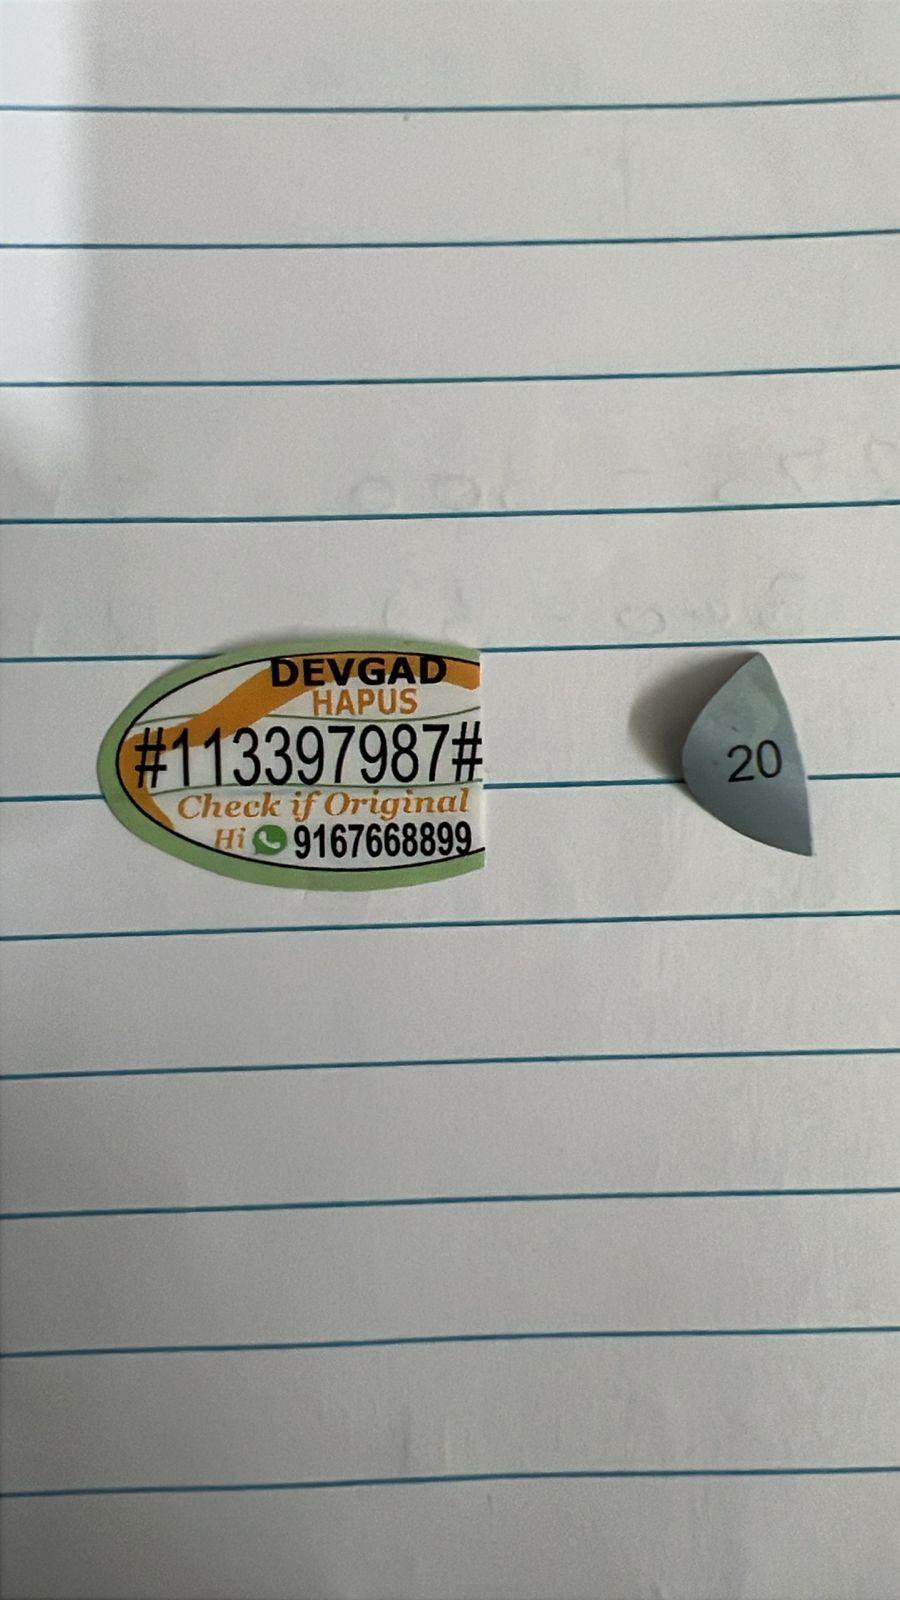 DEVGAD
HAPUS
#113397987#
Check if Original
Hi 9167668899
20